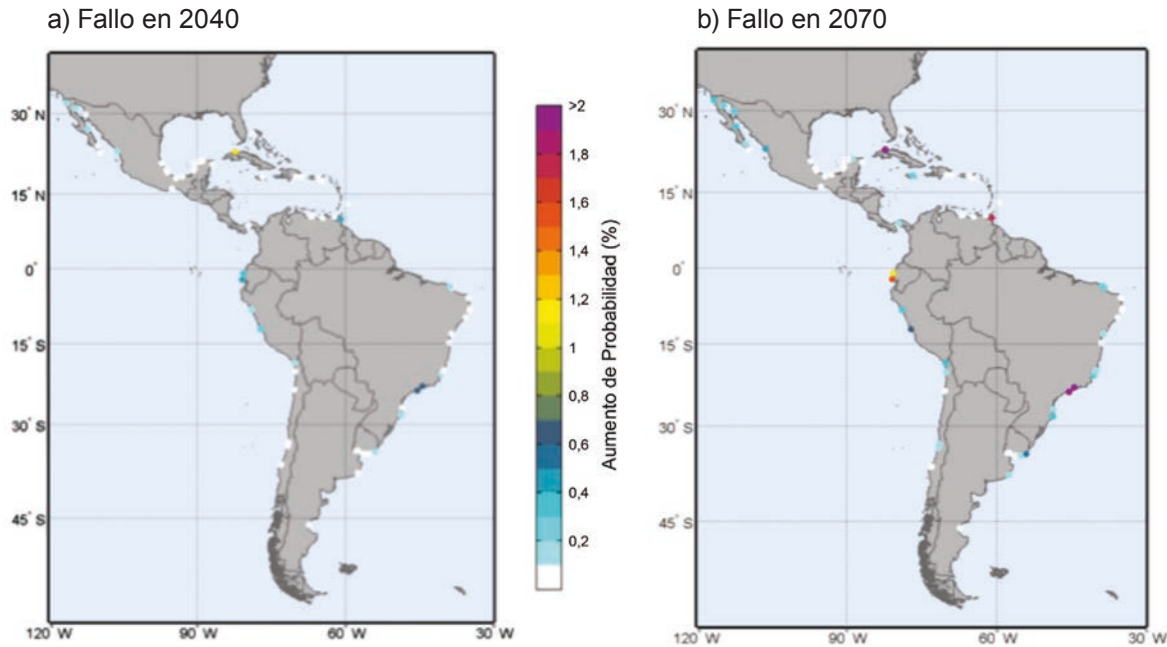 a) Fallo en 2040
30° N
15° N
0°
15° S
30° S
45° S
120° W
90° W
60° W
30° W
>2
1,8
1,6
1,4
1,2
1
0,8
0,6
0,4
0,2
Aumento de Probabilidad (%)
b) Fallo en 2070
30° N
15° N
0°
15° S
30° S
45° S
120° W
90° W
60° W
30° W